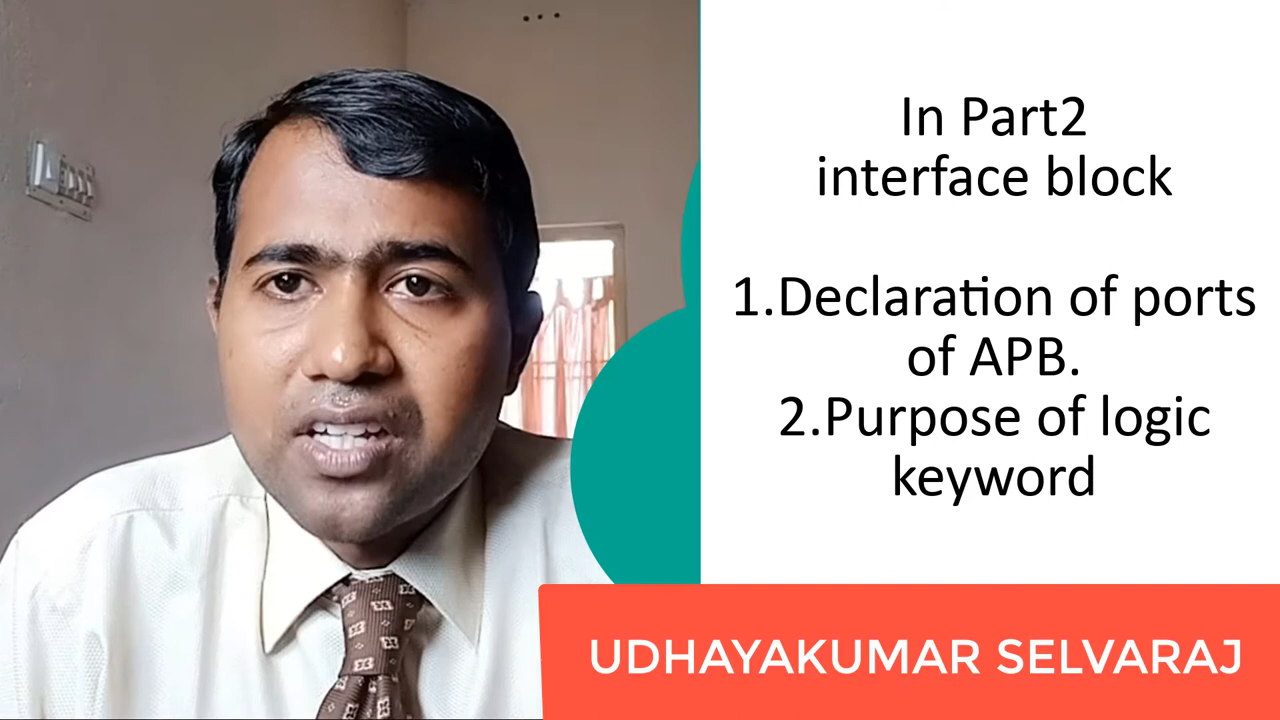 In Part2
interface block
1.Declaration of ports
of APB.
2.Purpose of logic
keyword
UDHAYAKUMAR SELVARAJ